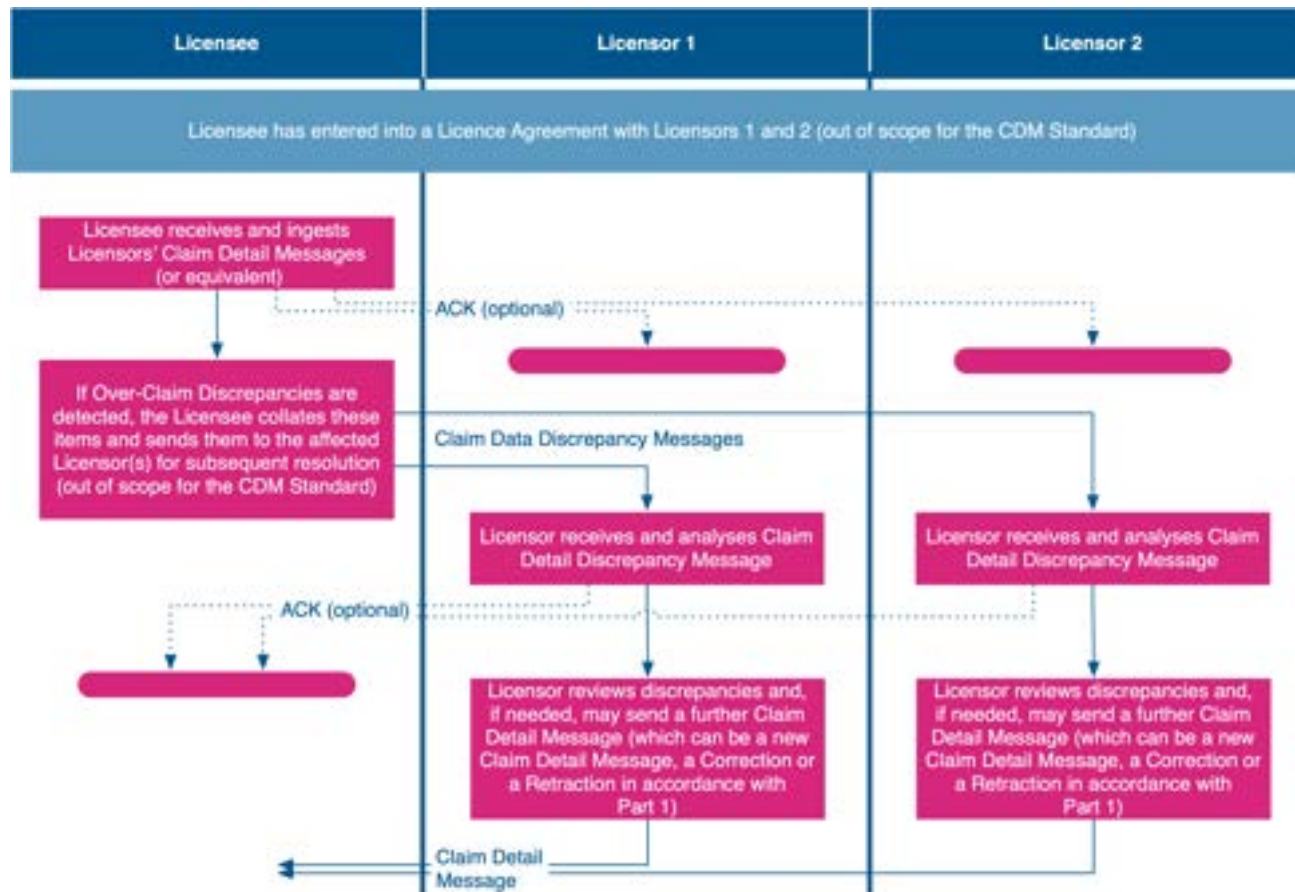 Licensee
Licensor 1
Licensor 2
Licensee has entered into a Licence Agreement with Licensors 1 and 2 (out of scope for the CDM Standard)
Licensee receives and ingests
Licensors' Claim Detail Messages
(or equivalent)
ACK (optional)
If Over-Claim Discrepancies are
detected, the Licensee collates these
items and sends them to the affected
Licensor(s) for subsequent resolution
(out of scope for the CDM Standard)
Claim Data Discrepancy Messages
Licensor receives and analyses Claim
Detail Discrepancy Message
Licensor receives and analyses Claim
Detail Discrepancy Message
ACK (optional)
Licensor reviews discrepancies and,
if needed, may send a further Claim
Detail Message (which can be a new
Claim Detail Message, a Correction or
a Retraction in accordance with
Part 1)
Licensor reviews discrepancies and,
if needed, may send a further Claim
Detail Message (which can be a new
Claim Detail Message, a Correction or
a Retraction in accordance with
Part 1)
Claim Detail
Message